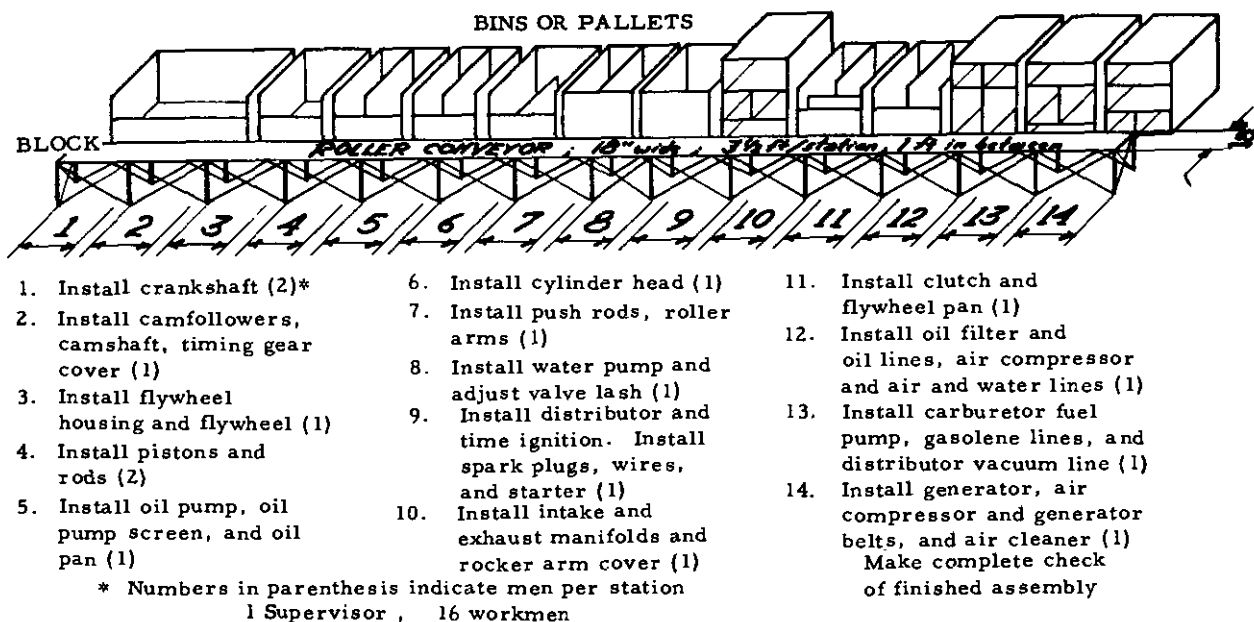 BINS OR PALLETS
BLOCK
ROLLER CONVEYOR ; 18" wide ; 3 1/2 ft/station, 1 ft in between
1 2 3 4 5 6 7 8 9 10 11 12 13 14
1. Install crankshaft (2)*
2. Install camfollowers,
camshaft, timing gear
cover (1)
3. Install flywheel
housing and flywheel (1)
4. Install pistons and
rods (2)
5. Install oil pump, oil
pump screen, and oil
pan (1)
6. Install cylinder head (1)
7. Install push rods, roller
arms (1)
8. Install water pump and
adjust valve lash (1)
9. Install distributor and
time ignition. Install
spark plugs, wires,
and starter (1)
10. Install intake and
exhaust manifolds and
rocker arm cover (1)
11. Install clutch and
flywheel pan (1)
12. Install oil filter and
oil lines, air compressor
and air and water lines (1)
13. Install carburetor fuel
pump, gasolene lines, and
distributor vacuum line (1)
14. Install generator, air
compressor and generator
belts, and air cleaner (1)
Make complete check
of finished assembly
* Numbers in parenthesis indicate men per station
1 Supervisor , 16 workmen